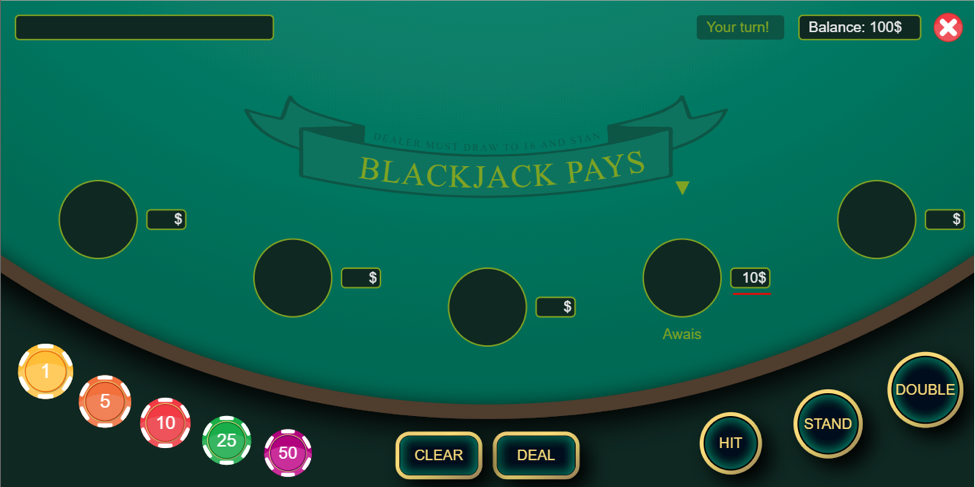 Your turn!
Balance: 100$
DEALER MUST DRAW TO 16 AND STAN
BLACKJACK PAYS
$
$
$
$
10$
Awais
1
5
10
25
50
CLEAR
DEAL
HIT
STAND
DOUBLE